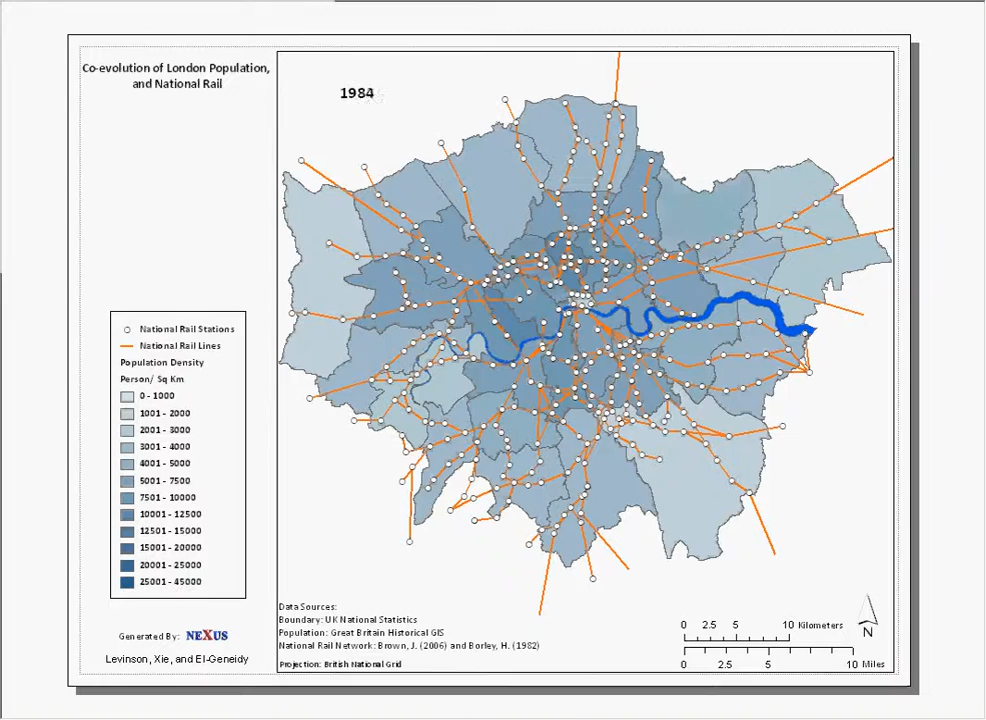 Co-evolution of London Population,
and National Rail
1984
National Rail Stations
National Rail Lines
Population Density
Person/ Sq Km
0 - 1000
1001 - 2000
2001 - 3000
3001 - 4000
4001 - 5000
5001 - 7500
7501 - 10000
10001 - 12500
12501 - 15000
15001 - 20000
20001 - 25000
25001 - 45000
Generated By: NEXUS
Levinson, Xie, and El-Geneidy
Data Sources:
Boundary: UK National Statistics
Population: Great Britain Historical GIS
National Rail Network: Brown, J. (2006) and Borley, H. (1982)
Projection: British National Grid
0 2.5 5 10 Kilometers
0 2.5 5 10 Miles
N